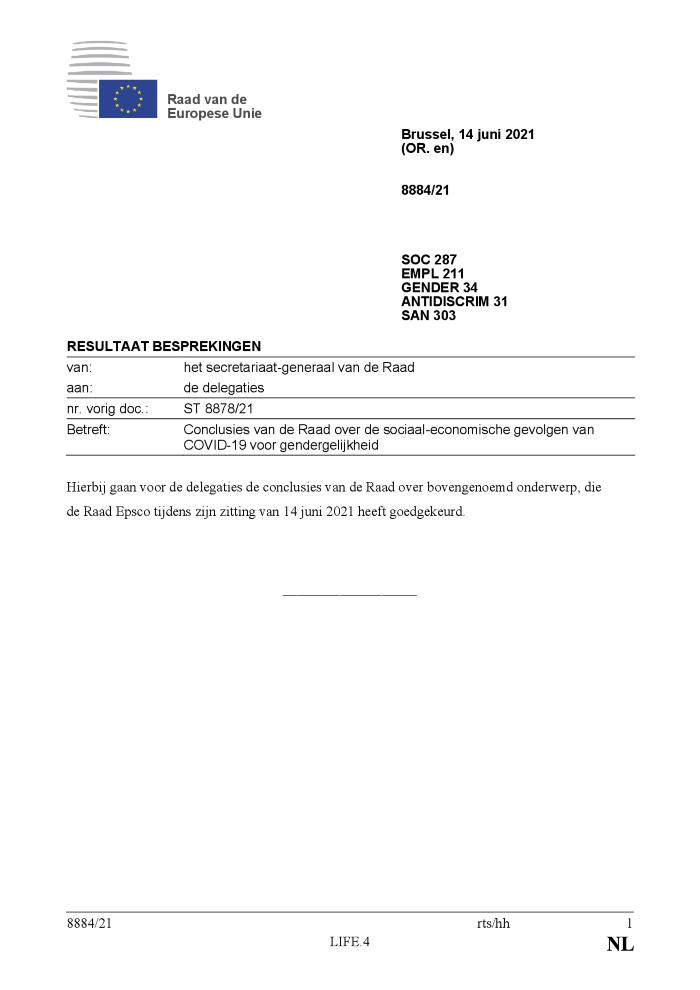 Raad van de
Europese Unie
Brussel, 14 juni 2021
(OR. en)
8884/21
SOC 287
EMPL 211
GENDER 34
ANTIDISCRIM 31
SAN 303
RESULTAAT BESPREKINGEN
van: het secretariaat-generaal van de Raad
aan: de delegaties
nr. vorig doc.: ST 8878/21
Betreft: Conclusies van de Raad over de sociaal-economische gevolgen van
COVID-19 voor gendergelijkheid
Hierbij gaan voor de delegaties de conclusies van de Raad over bovengenoemd onderwerp, die
de Raad Epsco tijdens zijn zitting van 14 juni 2021 heeft goedgekeurd.
8884/21 rts/hh 1
LIFE.4 NL